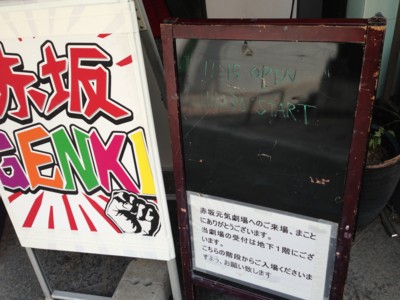 赤坂
GENKI
OPEN
START
赤坂元気劇場へのご来場、まこと
にありがとうございます。
当劇場の受付は地下1階にござ
います。
こちらの階段からご入場くださいま
すよう、お願い致します